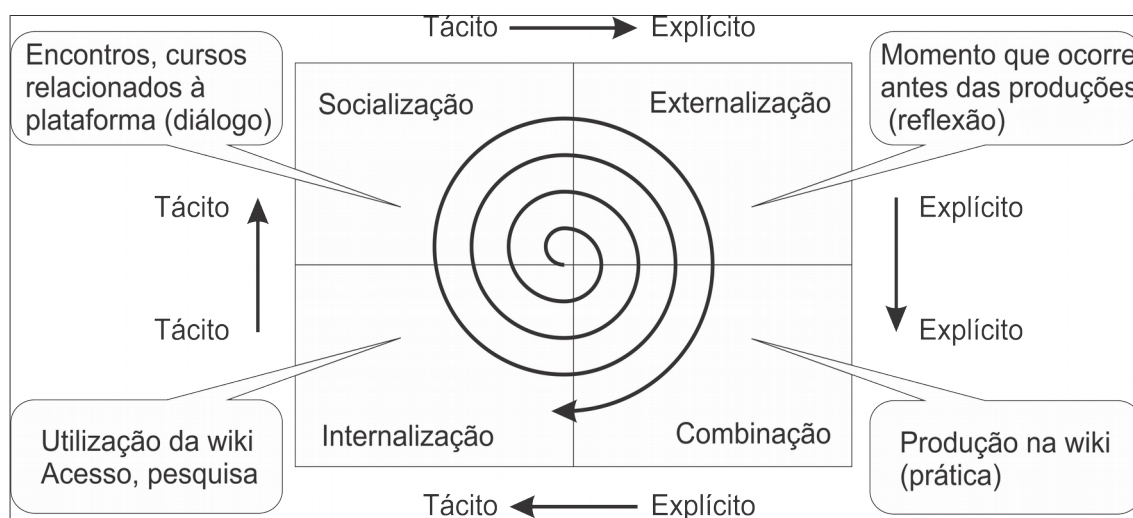 Tácito Explícito
Encontros, cursos
relacionados à
plataforma (diálogo)
Momento que ocorre
antes das produções
(reflexão)
Socialização
Externalização
Tácito
Explícito
Tácito
Explícito
Utilização da wiki
Acesso, pesquisa
Internalização
Combinação
Produção na wiki
(prática)
Tácito Explícito